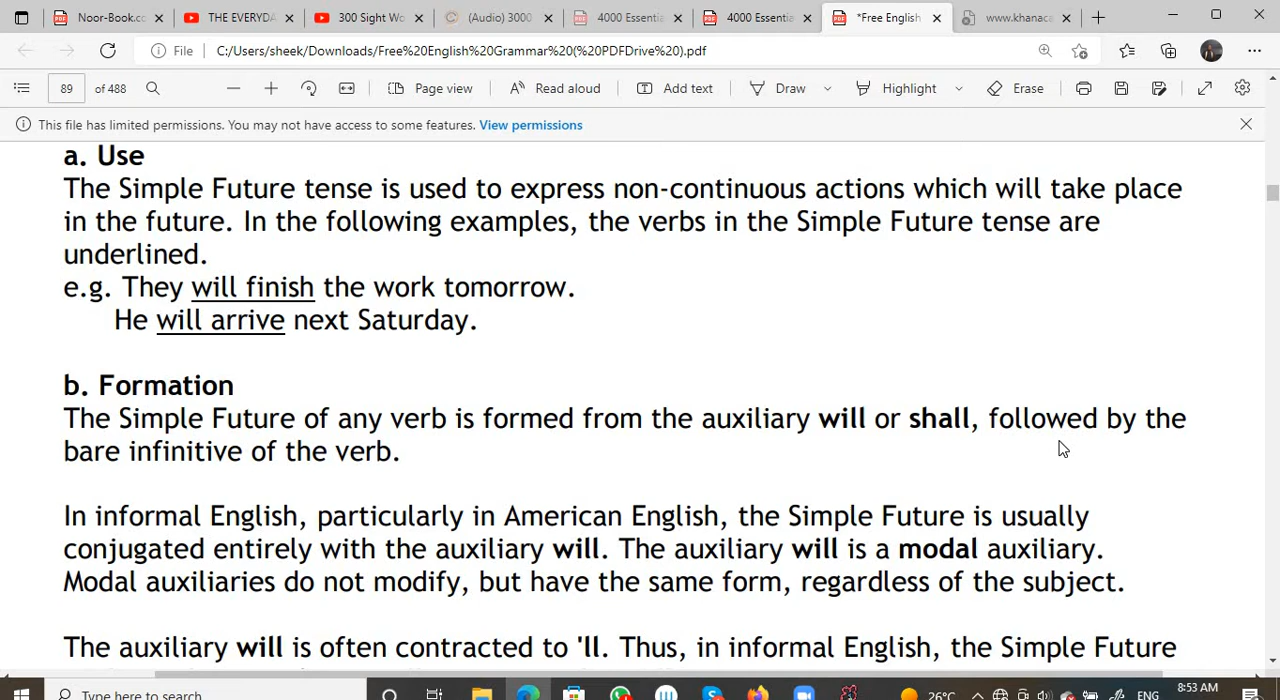 Noor-Book.cc
THE EVERYDA
300 Sight Wo
(Audio) 3000
4000 Essentia
4000 Essentia
*Free English
www.khanaca
File
C:/Users/sheek/Downloads/Free%20English%20Grammar%20(%20PDFDrive%20).pdf
89 of 488
Page view
Read aloud
Add text
Draw
Highlight
Erase
This file has limited permissions. You may not have access to some features. View permissions
a. Use
The Simple Future tense is used to express non-continuous actions which will take place
in the future. In the following examples, the verbs in the Simple Future tense are
underlined.
e.g. They will finish the work tomorrow.
He will arrive next Saturday.
b. Formation
The Simple Future of any verb is formed from the auxiliary will or shall, followed by the
bare infinitive of the verb.
In informal English, particularly in American English, the Simple Future is usually
conjugated entirely with the auxiliary will. The auxiliary will is a modal auxiliary.
Modal auxiliaries do not modify, but have the same form, regardless of the subject.
The auxiliary will is often contracted to 'll. Thus, in informal English, the Simple Future
Type here to search
26°C
ENG
8:53 AM